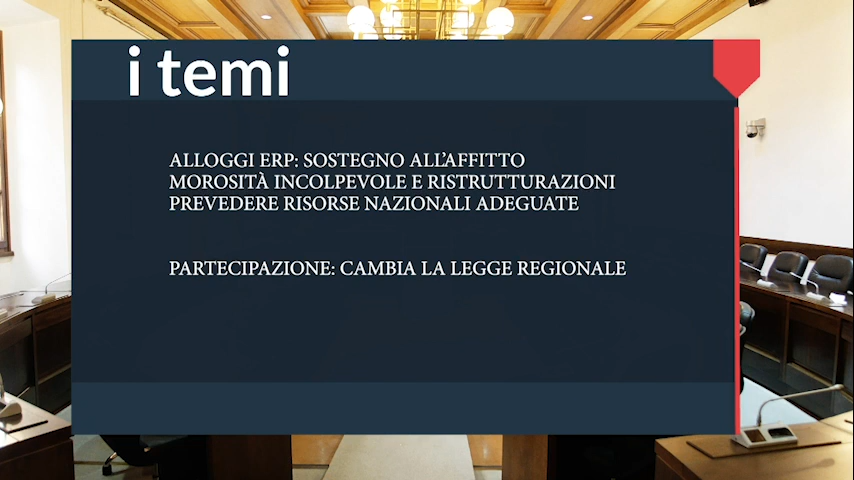 i temi
ALLOGGI ERP: SOSTEGNO ALL'AFFITTO
MOROSITÀ INCOLPEVOLE E RISTRUTTURAZIONI
PREVEDERE RISORSE NAZIONALI ADEGUATE
PARTECIPAZIONE: CAMBIA LA LEGGE REGIONALE